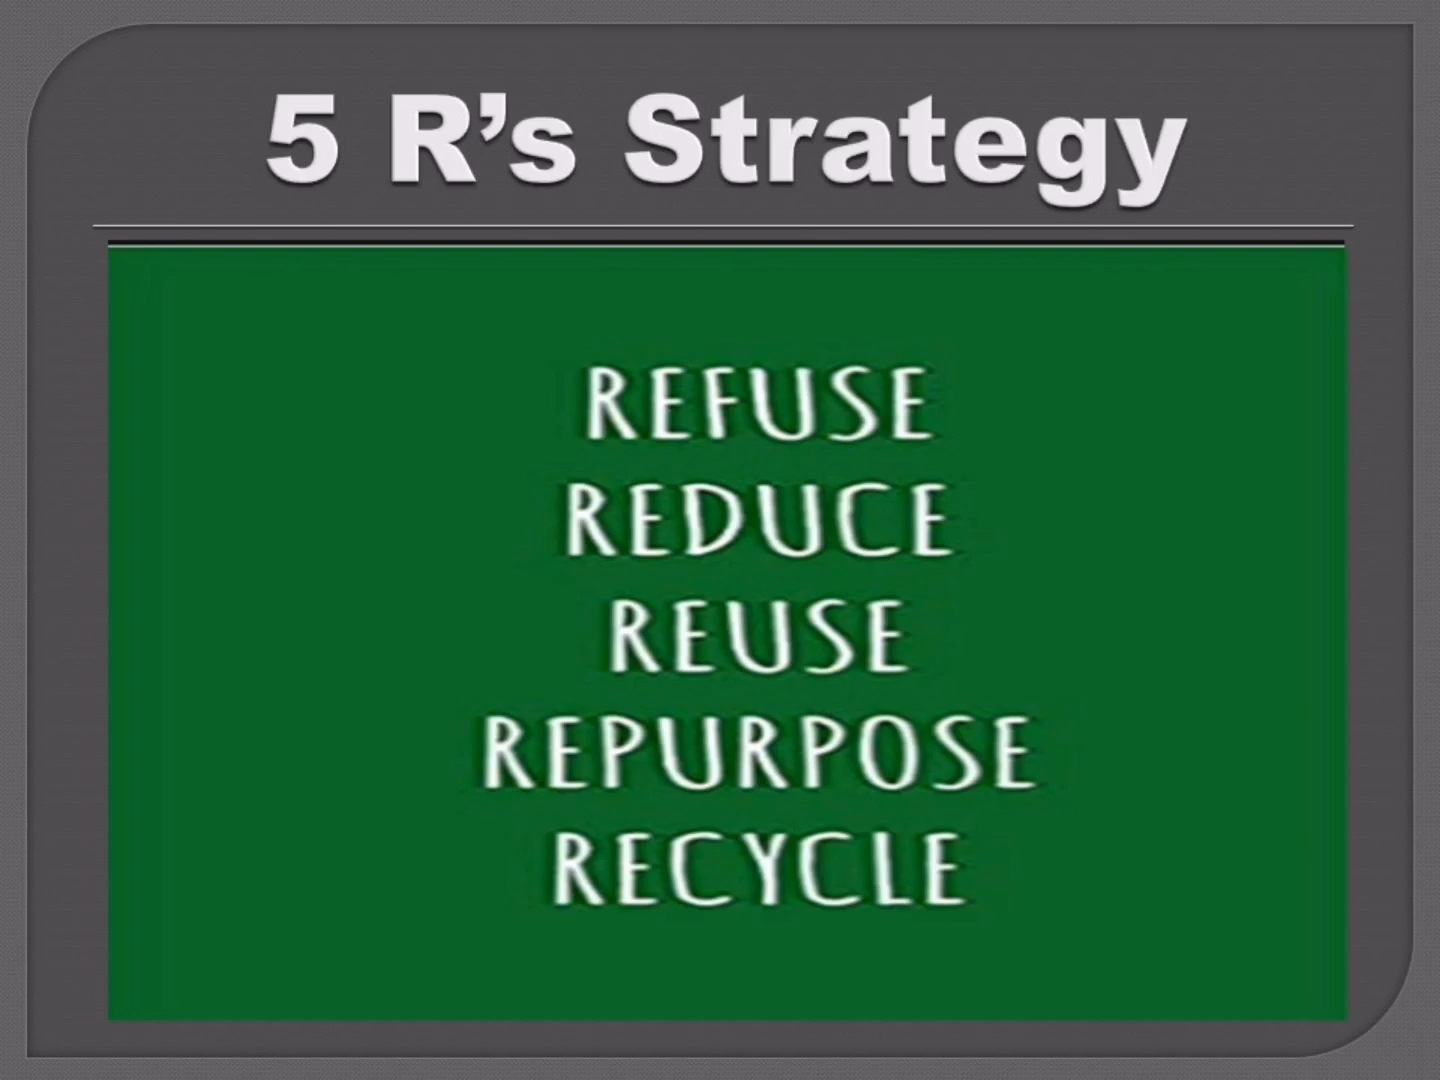 5 R’s Strategy
REFUSE
REDUCE
REUSE
REPURPOSE
RECYCLE